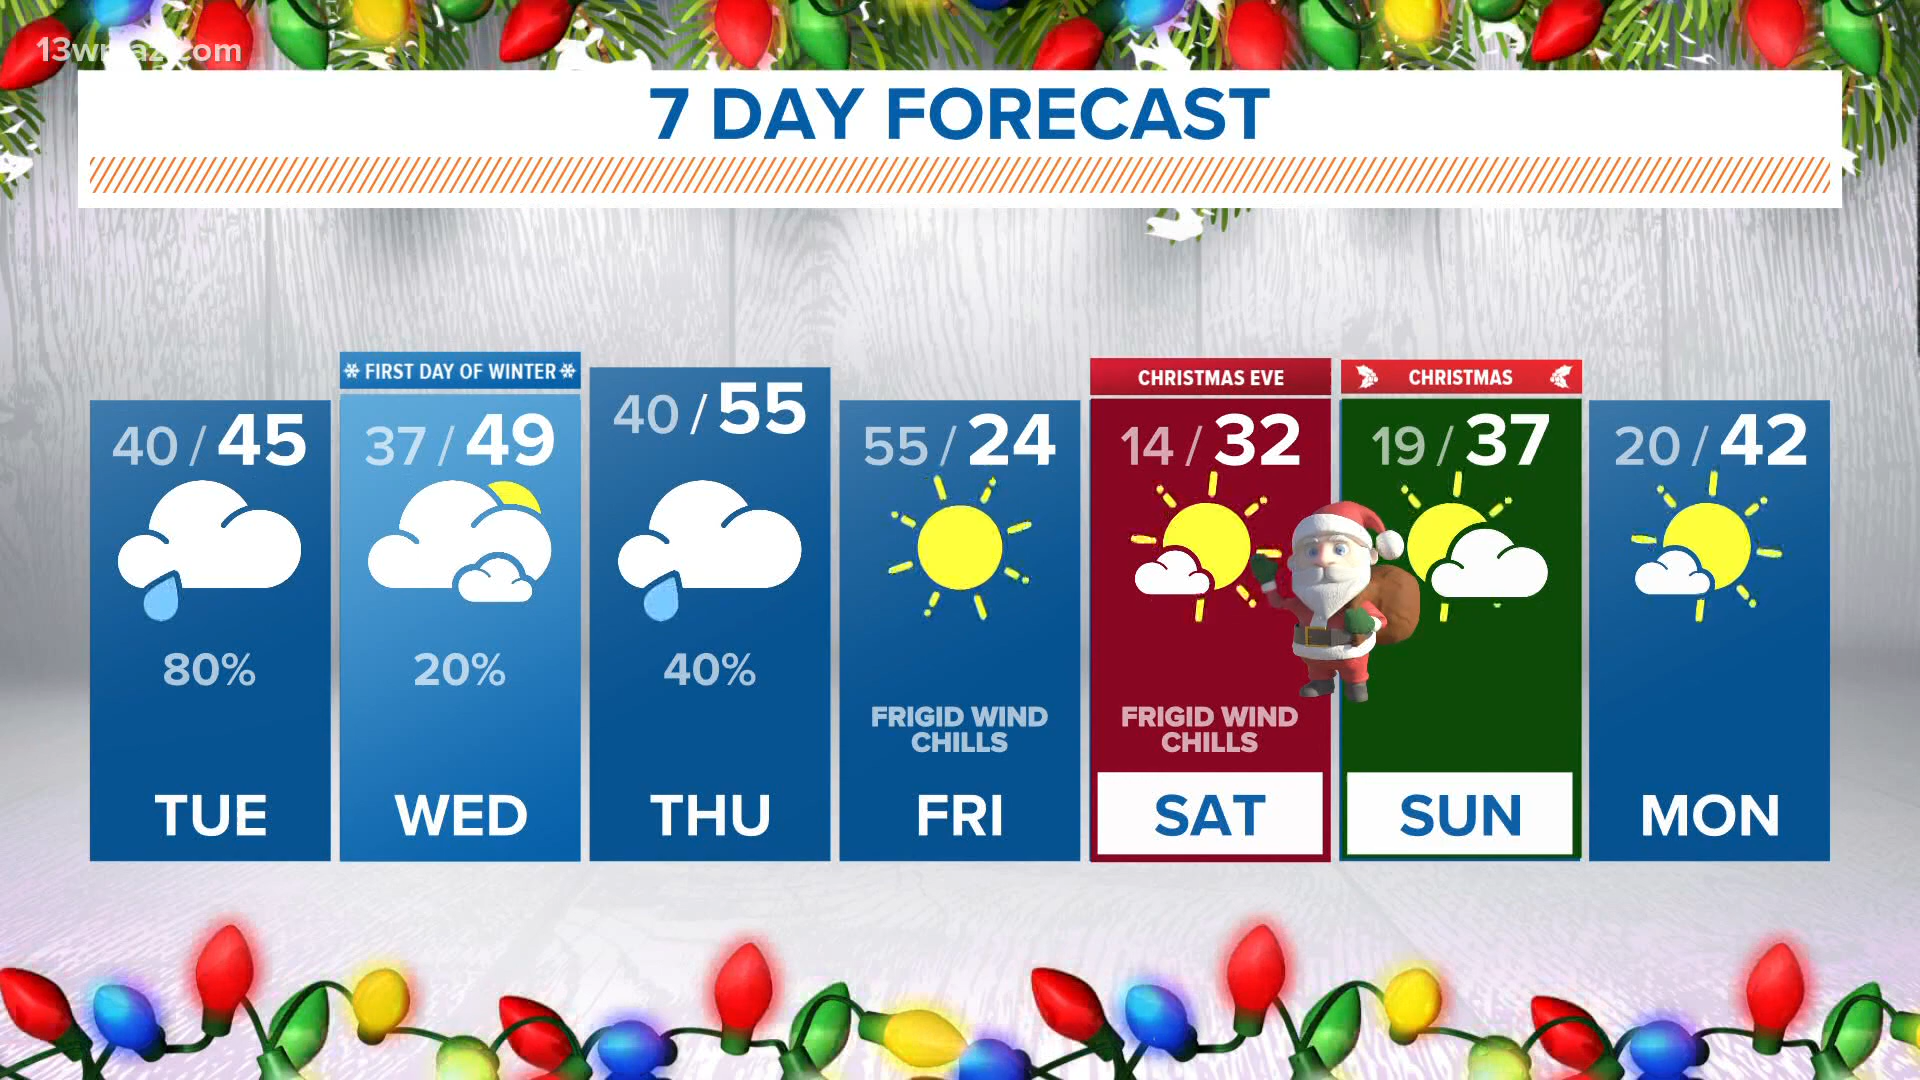 13wmaz.com
7 DAY FORECAST
FIRST DAY OF WINTER
CHRISTMAS EVE
CHRISTMAS
40 / 45
37 / 49
40 / 55
55 / 24
14 / 32
19 / 37
20 / 42
80%
20%
40%
FRIGID WIND
CHILLS
FRIGID WIND
CHILLS
TUE
WED
THU
FRI
SAT
SUN
MON